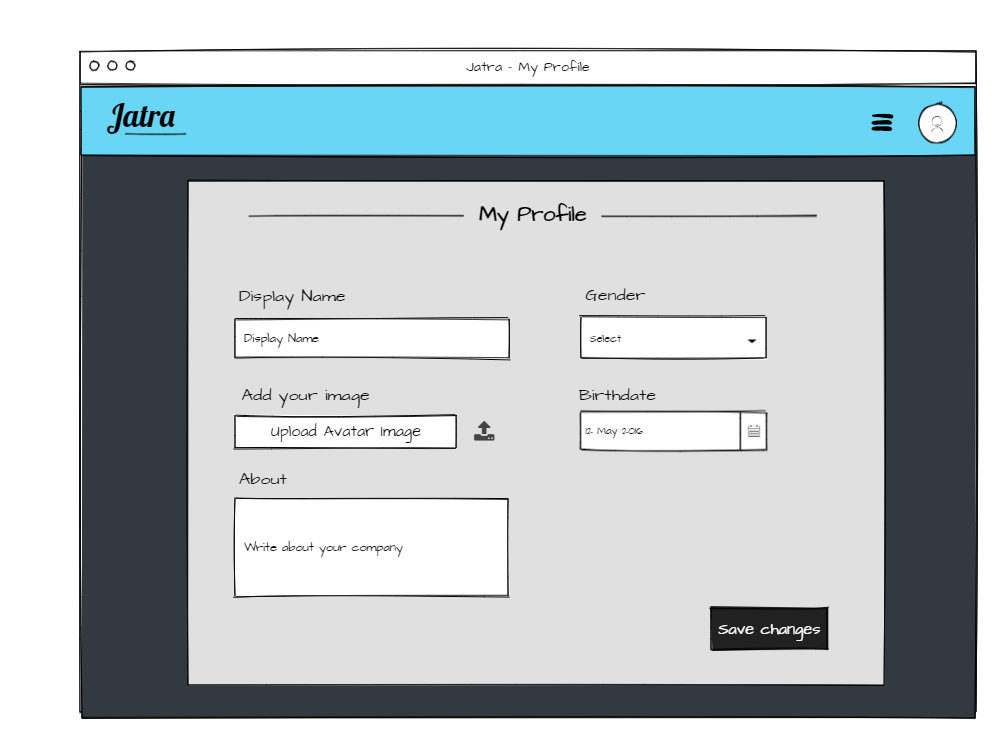 Jatra - My Profile
Jatra
My Profile
Display Name
Gender
Display Name
Select
Add your image
Birthdate
Upload Avatar Image
12 May 2016
About
Write about your company
Save changes